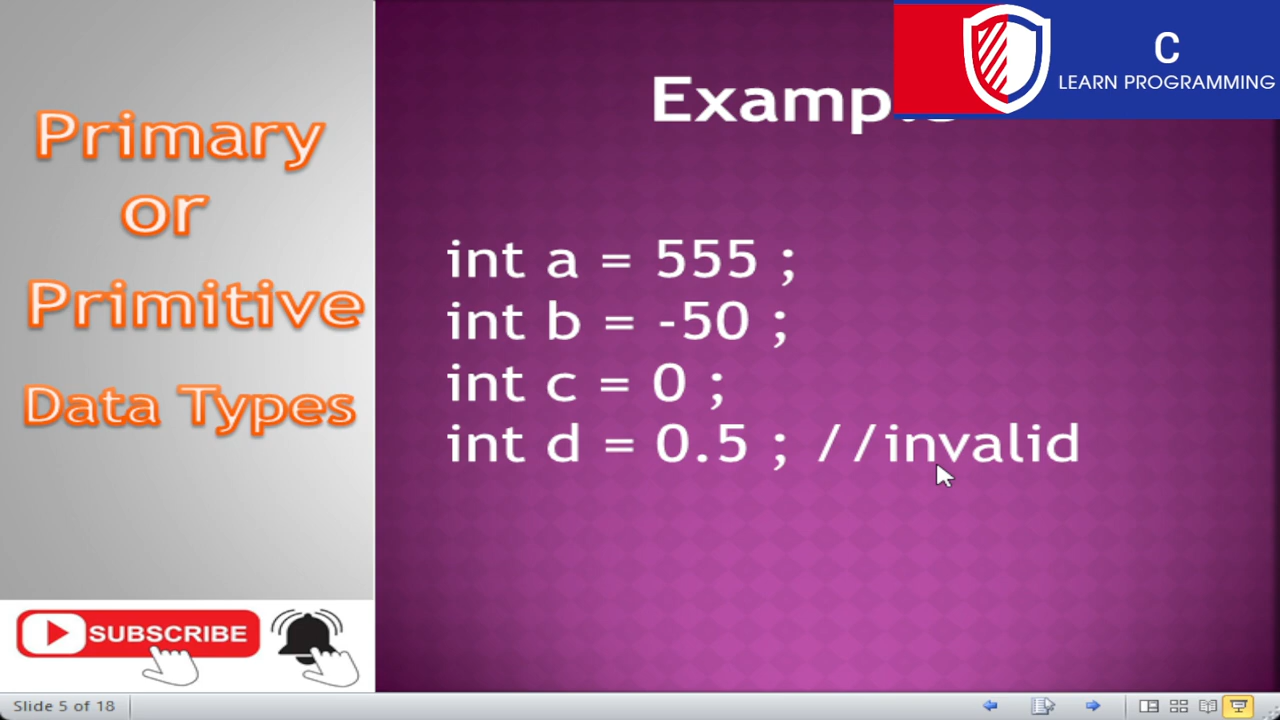 Primary
or
Primitive
Data Types
C
LEARN PROGRAMMING
int a = 555 ;
int b = -50 ;
int c = 0 ;
int d = 0.5 ; //invalid
SUBSCRIBE
Slide 5 of 18